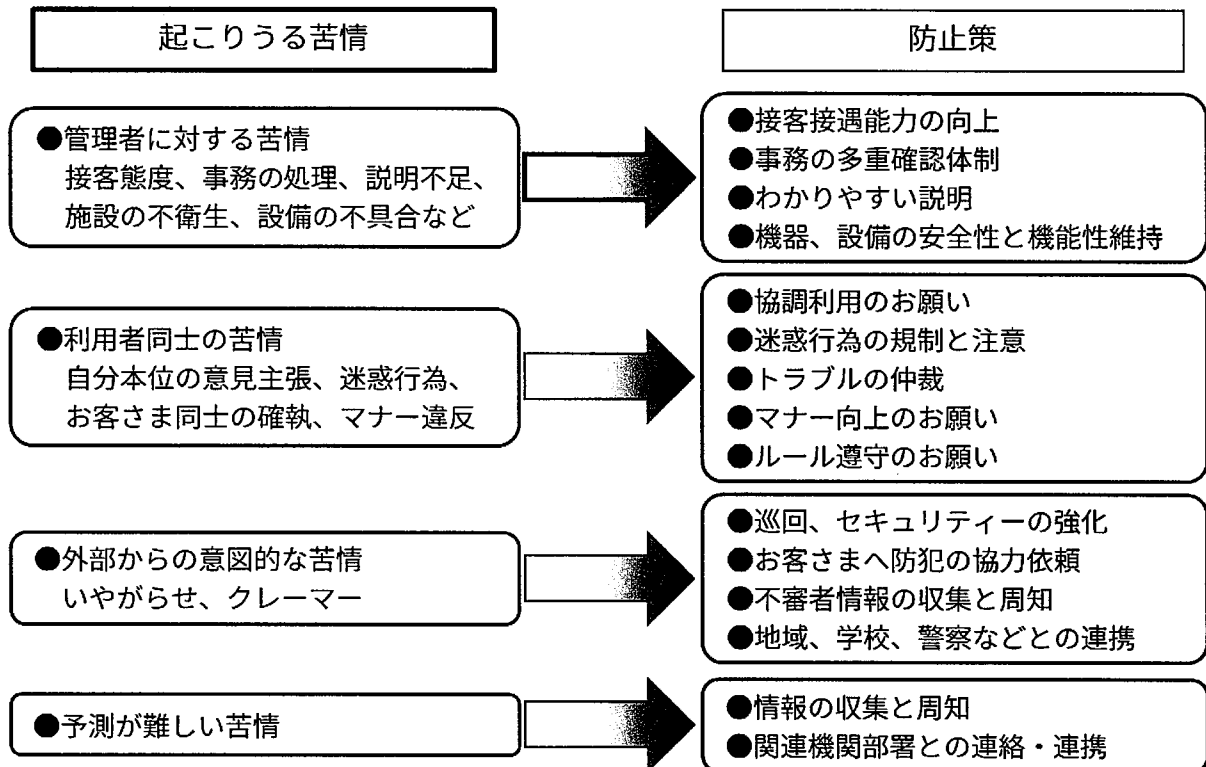 起こりうる苦情
防止策
●管理者に対する苦情
接客態度、事務の処理、説明不足、
施設の不衛生、設備の不具合など
●接客接遇能力の向上
●事務の多重確認体制
●わかりやすい説明
●機器、設備の安全性と機能性維持
●利用者同士の苦情
自分本位の意見主張、迷惑行為、
お客さま同士の確執、マナー違反
●協調利用のお願い
●迷惑行為の規制と注意
●トラブルの仲裁
●マナー向上のお願い
●ルール遵守のお願い
●外部からの意図的な苦情
いやがらせ、クレーマー
●巡回、セキュリティーの強化
●お客さまへ防犯の協力依頼
●不審者情報の収集と周知
●地域、学校、警察などとの連携
●予測が難しい苦情
●情報の収集と周知
●関連機関部署との連絡・連携